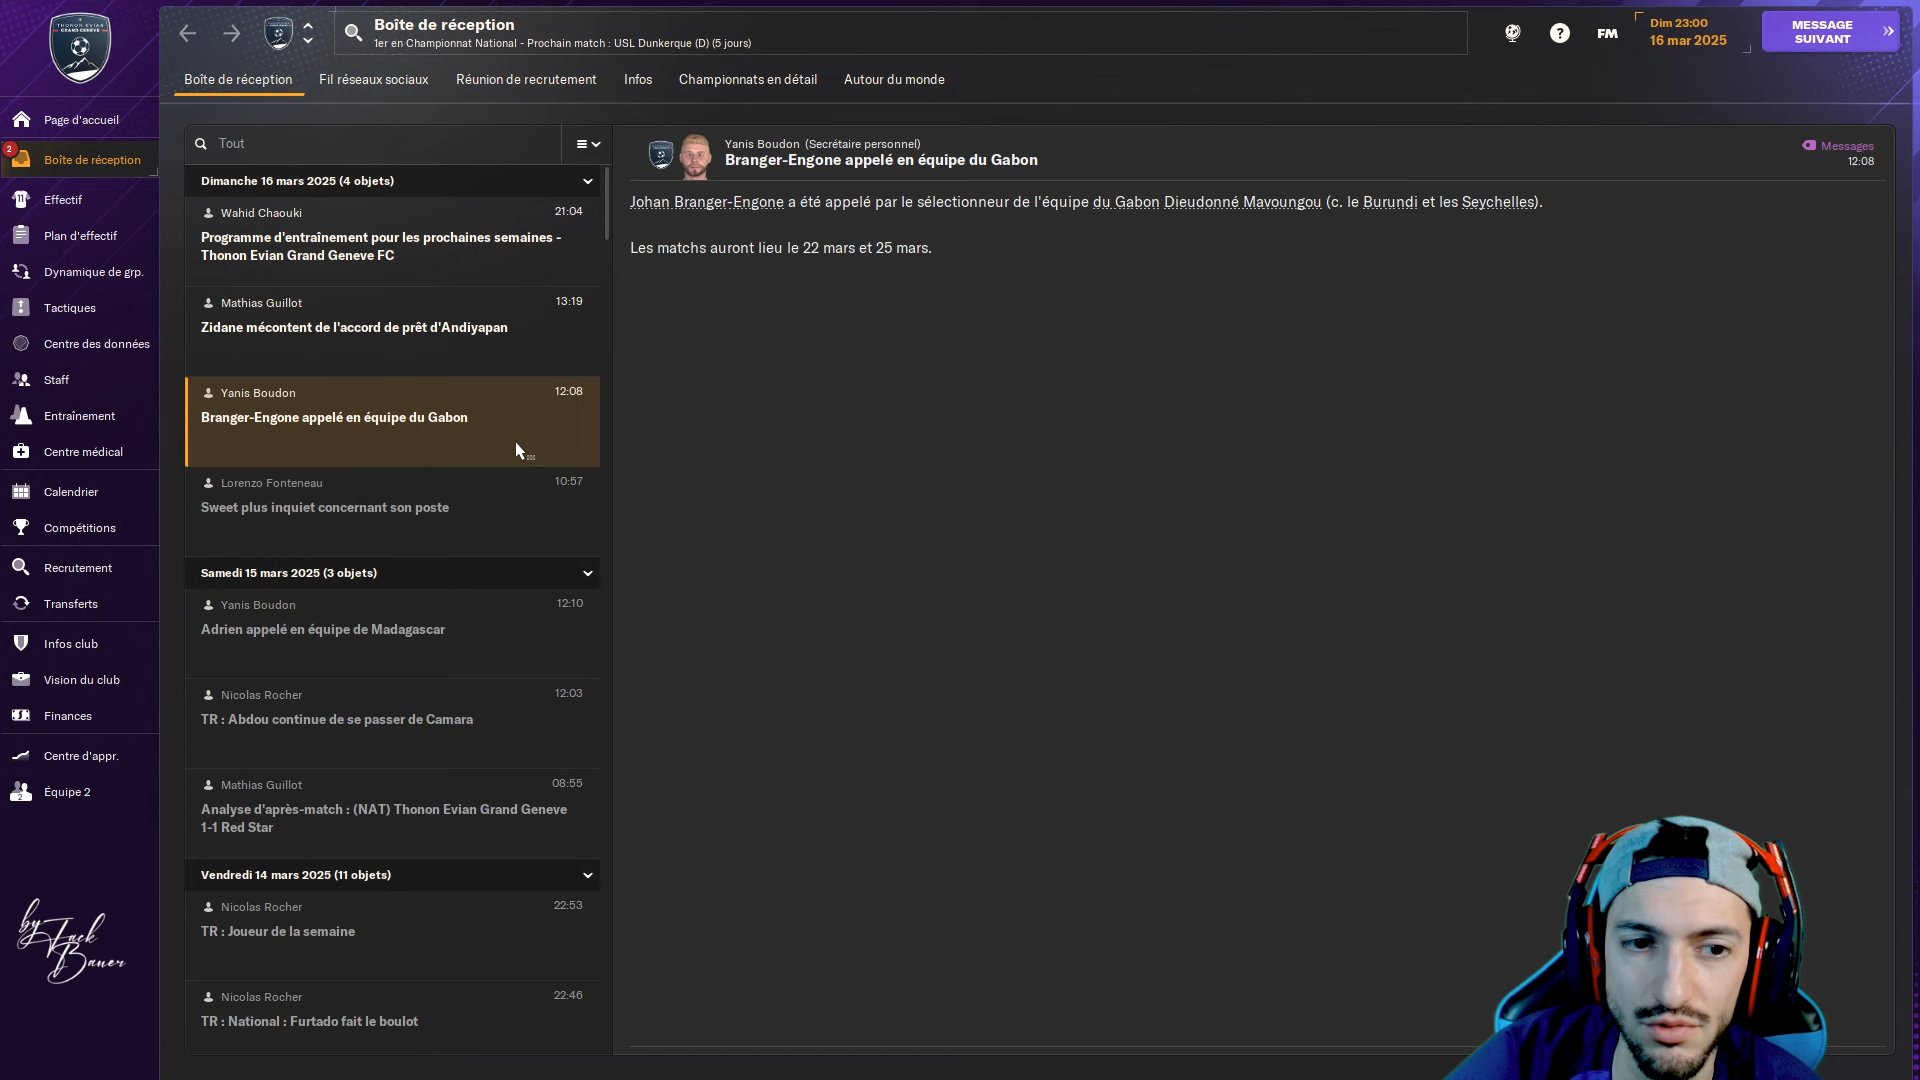 THONON EVIAN
GRAND GENÈVE
Boîte de réception
1er en Championnat National - Prochain match : USL Dunkerque (D) (5 jours)
FM
Dim 23:00
16 mar 2025
MESSAGE
SUIVANT
Boîte de réception
Fil réseaux sociaux
Réunion de recrutement
Infos
Championnats en détail
Autour du monde
Page d'accueil
2
Boîte de réception
11
Effectif
Plan d'effectif
Dynamique de grp.
Tactiques
Centre des données
Staff
Entraînement
Centre médical
Calendrier
Compétitions
Recrutement
Transferts
Infos club
Vision du club
Finances
Centre d'appr.
2
Équipe 2
by Jack
Bauer
Tout
Dimanche 16 mars 2025 (4 objets)
Wahid Chaouki
21:04
Programme d'entraînement pour les prochaines semaines -
Thonon Evian Grand Geneve FC
Mathias Guillot
13:19
Zidane mécontent de l'accord de prêt d'Andiyapan
Yanis Boudon
12:08
Branger-Engone appelé en équipe du Gabon
Lorenzo Fonteneau
10:57
Sweet plus inquiet concernant son poste
Samedi 15 mars 2025 (3 objets)
Yanis Boudon
12:10
Adrien appelé en équipe de Madagascar
Nicolas Rocher
12:03
TR : Abdou continue de se passer de Camara
Mathias Guillot
08:55
Analyse d'après-match : (NAT) Thonon Evian Grand Geneve
1-1 Red Star
Vendredi 14 mars 2025 (11 objets)
Nicolas Rocher
22:53
TR : Joueur de la semaine
Nicolas Rocher
22:46
TR : National : Furtado fait le boulot
Yanis Boudon (Secrétaire personnel)
Branger-Engone appelé en équipe du Gabon
Messages
12:08
Johan Branger-Engone a été appelé par le sélectionneur de l'équipe du Gabon Dieudonné Mavoungou (c. le Burundi et les Seychelles).
Les matchs auront lieu le 22 mars et 25 mars.